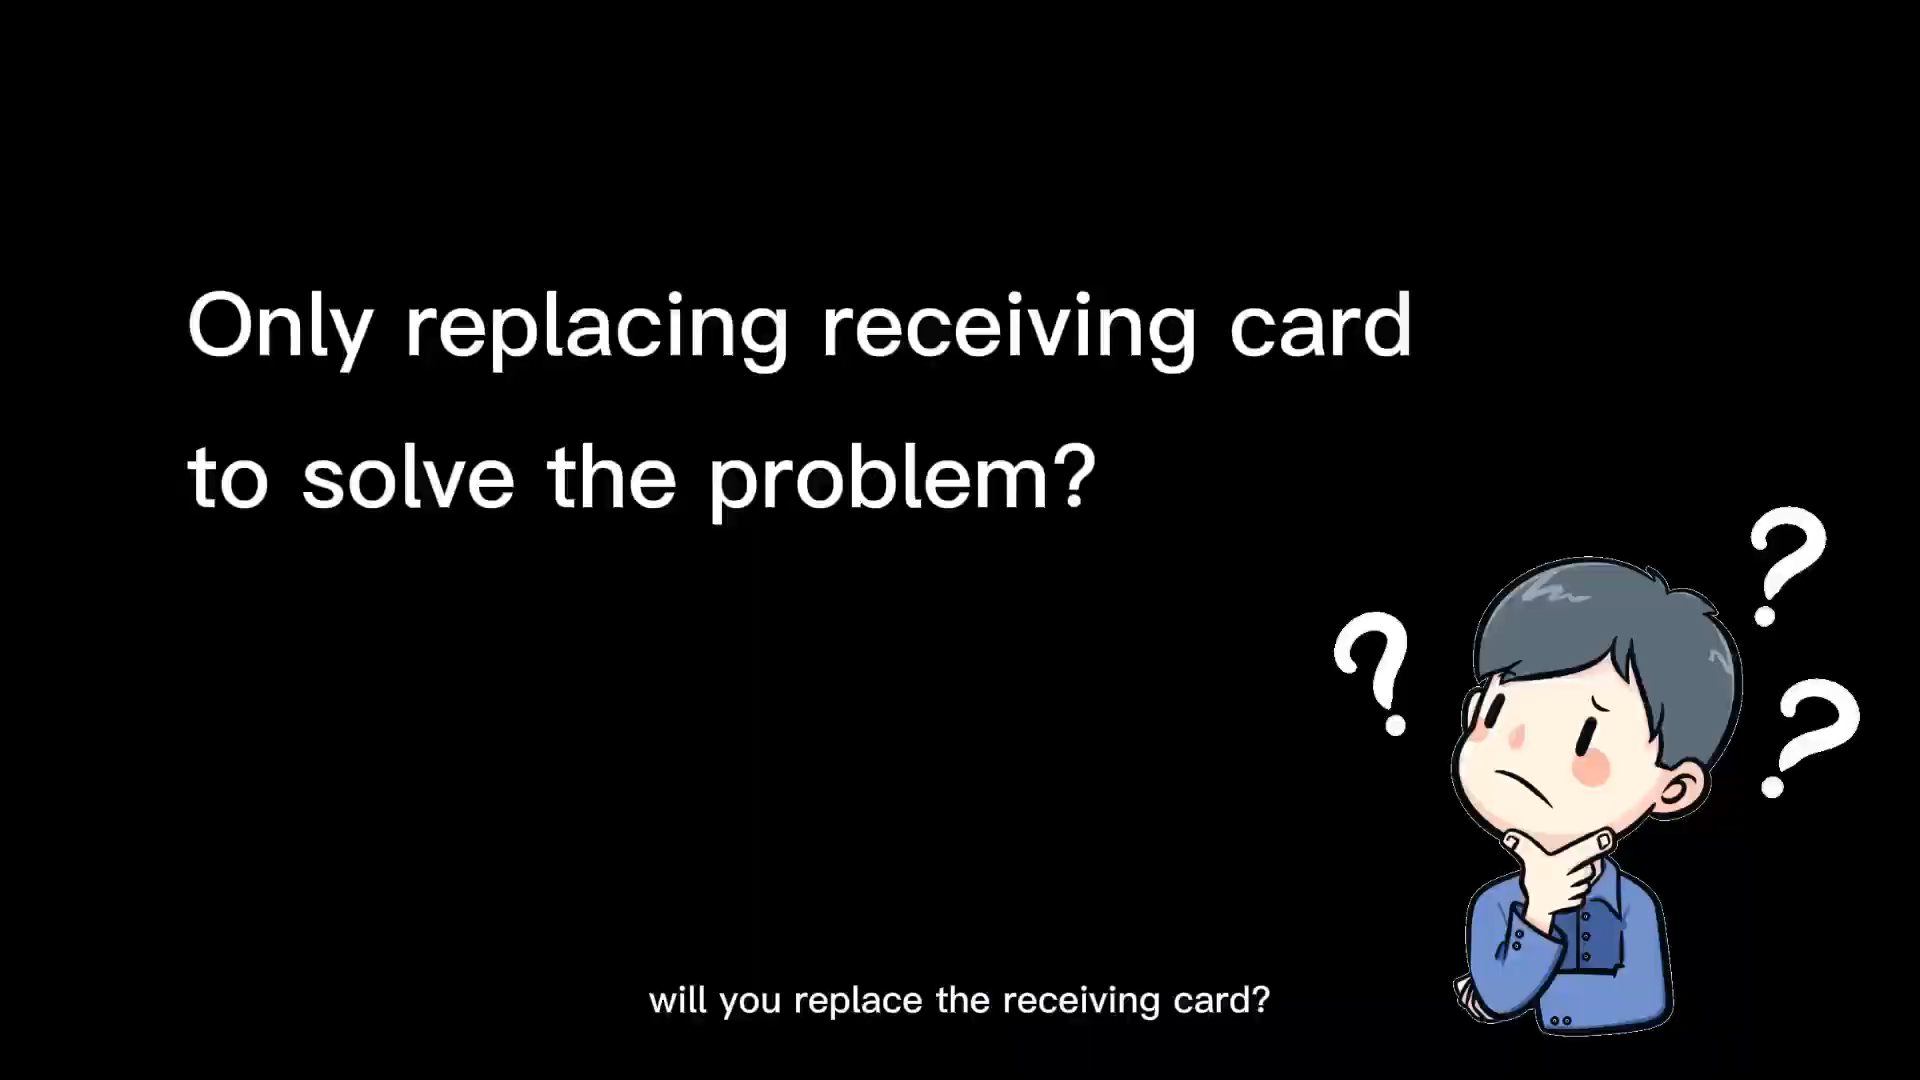 Only replacing receiving card
to solve the problem?
will you replace the receiving card?